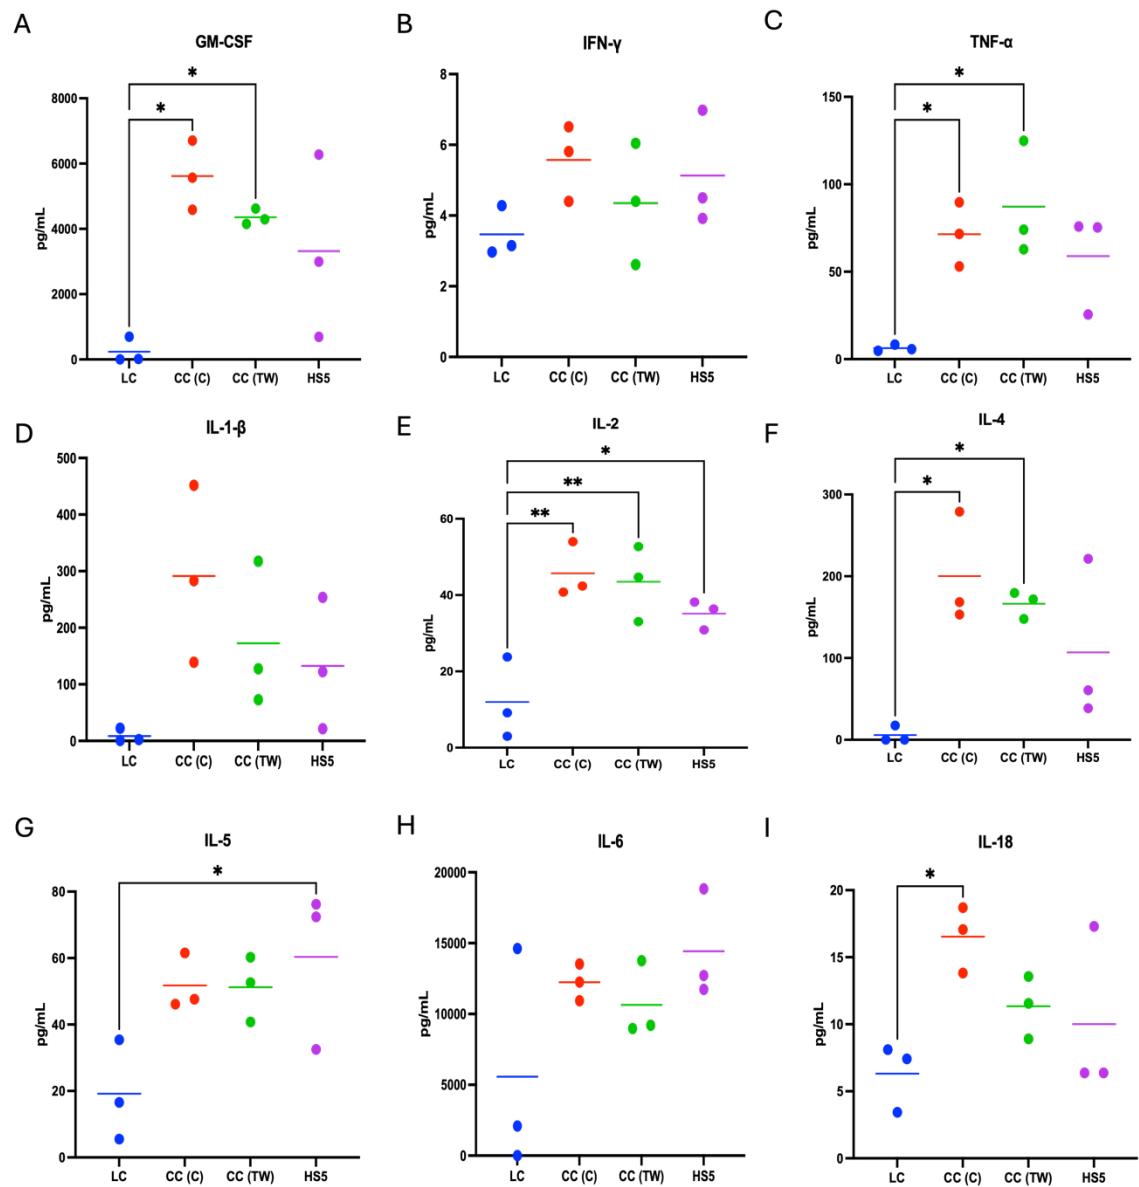 A
GM-CSF
*
*
8000
6000
4000
2000
0
pg/mL
LC
CC (C)
CC (TW)
HS5
B
IFN-γ
8
6
4
2
0
pg/mL
LC
CC (C)
CC (TW)
HS5
C
TNF-α
*
*
150
100
50
0
pg/mL
LC
CC (C)
CC (TW)
HS5
D
IL-1-β
500
400
300
200
100
0
pg/mL
LC
CC (C)
CC (TW)
HS5
E
IL-2
*
**
**
60
40
20
0
pg/mL
LC
CC (C)
CC (TW)
HS5
F
IL-4
*
*
300
200
100
0
pg/mL
LC
CC (C)
CC (TW)
HS5
G
IL-5
*
80
60
40
20
0
pg/mL
LC
CC (C)
CC (TW)
HS5
H
IL-6
20000
15000
10000
5000
0
pg/mL
LC
CC (C)
CC (TW)
HS5
I
IL-18
*
20
18
10
5
0
pg/mL
LC
CC (C)
CC (TW)
HS5